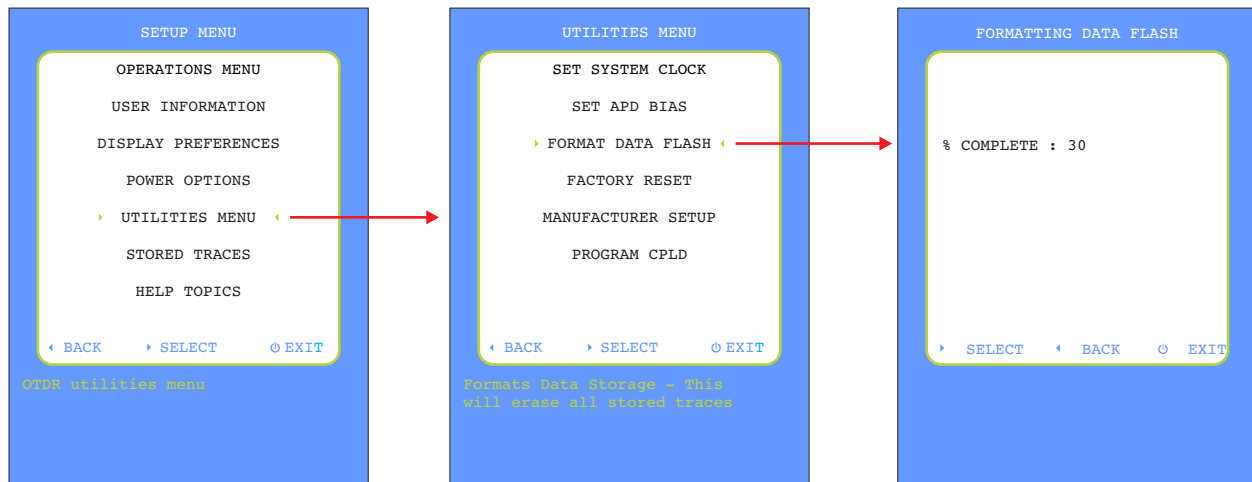 SETUP MENU
OPERATIONS MENU
USER INFORMATION
DISPLAY PREFERENCES
POWER OPTIONS
UTILITIES MENU
STORED TRACES
HELP TOPICS
BACK SELECT EXIT
OTDR utilities menu
UTILITIES MENU
SET SYSTEM CLOCK
SET APD BIAS
FORMAT DATA FLASH
FACTORY RESET
MANUFACTURER SETUP
PROGRAM CPLD
BACK SELECT EXIT
Formats Data Storage - This
will erase all stored traces
FORMATTING DATA FLASH
% COMPLETE : 30
SELECT BACK EXIT